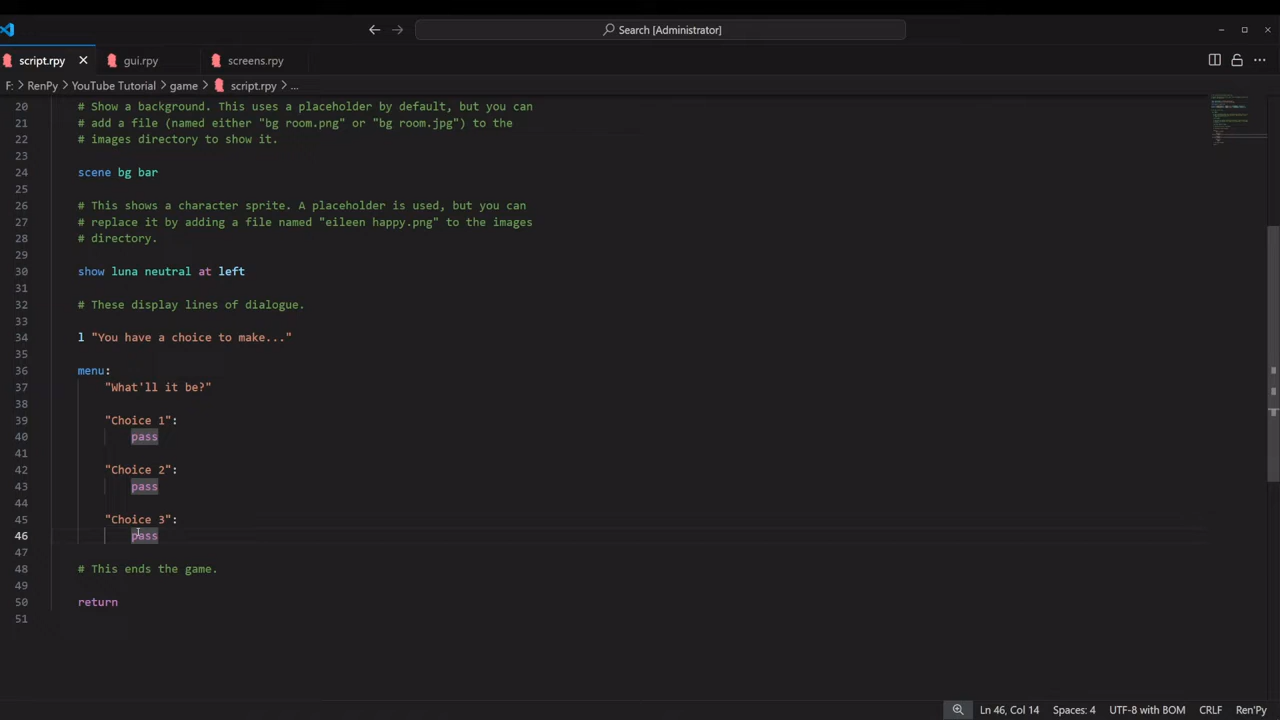 Search [Administrator]
script.rpy gui.rpy screens.rpy
F: > RenPy > YouTube Tutorial > game > script.rpy > ...
20 # Show a background. This uses a placeholder by default, but you can
21 # add a file (named either "bg room.png" or "bg room.jpg") to the
22 # images directory to show it.
23
24 scene bg bar
25
26 # This shows a character sprite. A placeholder is used, but you can
27 # replace it by adding a file named "eileen happy.png" to the images
28 # directory.
29
30 show luna neutral at left
31
32 # These display lines of dialogue.
33
34 l "You have a choice to make..."
35
36 menu:
37 "What'll it be?"
38
39 "Choice 1":
40 pass
41
42 "Choice 2":
43 pass
44
45 "Choice 3":
46 pass
47
48 # This ends the game.
49
50 return
51
Ln 46, Col 14 Spaces: 4 UTF-8 with BOM CRLF Ren'Py